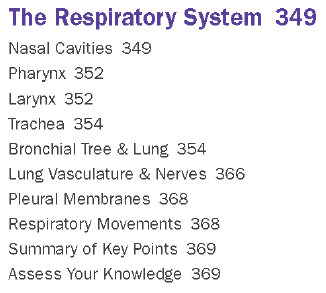 The Respiratory System 349
Nasal Cavities 349
Pharynx 352
Larynx 352
Trachea 354
Bronchial Tree & Lung 354
Lung Vasculature & Nerves 366
Pleural Membranes 368
Respiratory Movements 368
Summary of Key Points 369
Assess Your Knowledge 369